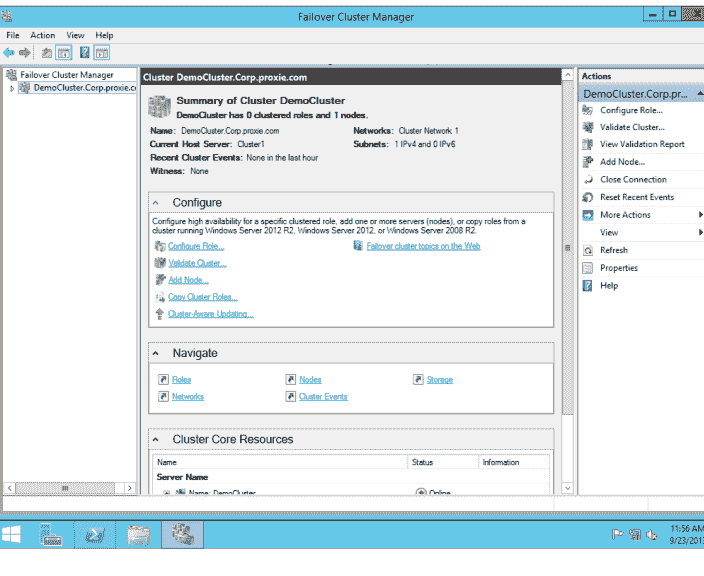 Failover Cluster Manager
File Action View Help
Failover Cluster Manager
DemoCluster.Corp.proxie.co
Cluster DemoCluster.Corp.proxie.com
Summary of Cluster DemoCluster
DemoCluster has 0 clustered roles and 1 nodes.
Name: DemoCluster.Corp.proxie.com Networks: Cluster Network 1
Current Host Server: Cluster1 Subnets: 1 IPv4 and 0 IPv6
Recent Cluster Events: None in the last hour
Witness: None
Configure
Configure high availability for a specific clustered role, add one or more servers (nodes), or copy roles from a
cluster running Windows Server 2012 R2, Windows Server 2012, or Windows Server 2008 R2.
Configure Role... Failover cluster topics on the Web
Validate Cluster...
Add Node...
Copy Cluster Roles...
Cluster-Aware Updating...
Navigate
Roles Nodes Storage
Networks Cluster Events
Cluster Core Resources
Name Status Information
Server Name
Name: DemoCluster Online
Actions
DemoCluster.Corp.pr...
Configure Role...
Validate Cluster...
View Validation Report
Add Node...
Close Connection
Reset Recent Events
More Actions
View
Refresh
Properties
Help
11:56 AM
9/23/2013